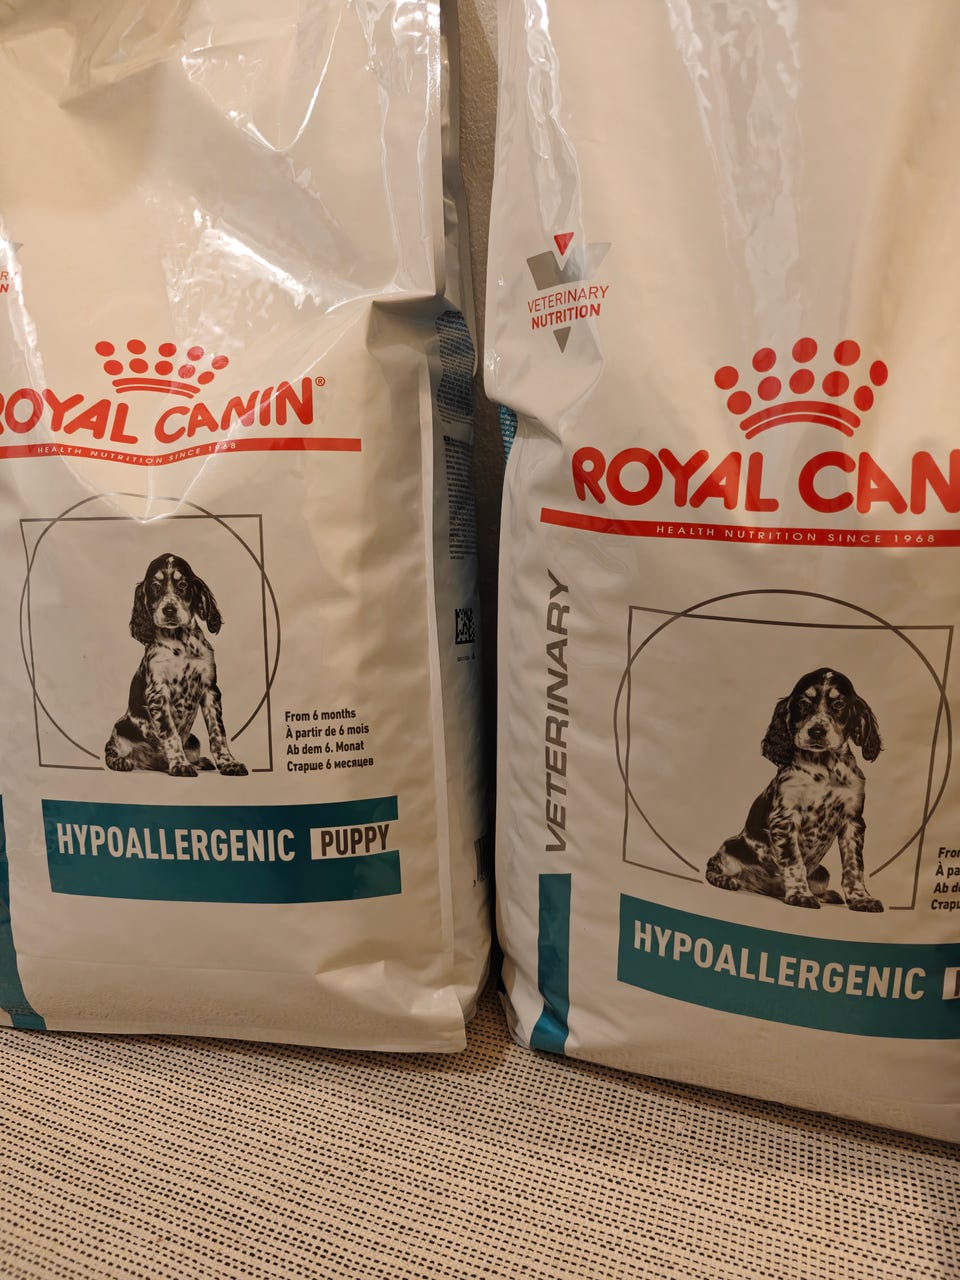 ROYAL CANIN®
HEALTH NUTRITION SINCE 1968
From 6 months
À partir de 6 mois
Ab dem 6. Monat
Старше 6 месяцев
HYPOALLERGENIC PUPPY
VETERINARY
NUTRITION
ROYAL CAN
HEALTH NUTRITION SINCE 1968
VETERINARY
HYPOALLERGENIC